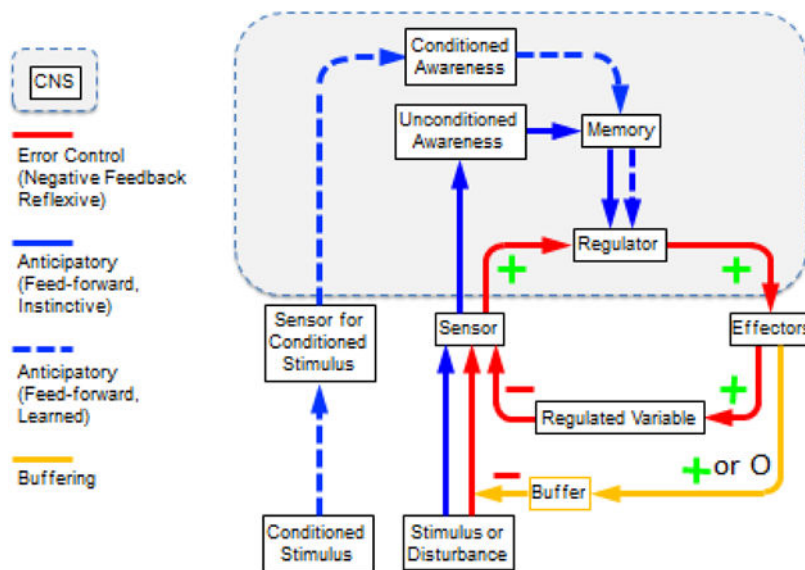 CNS
Error Control
(Negative Feedback
Reflexive)
Anticipatory
(Feed-forward,
Instinctive)
Anticipatory
(Feed-forward,
Learned)
Buffering
Conditioned
Awareness
Unconditioned
Awareness
Memory
Regulator
+
+
Sensor for
Conditioned
Stimulus
Sensor
Effectors
−
+
Regulated Variable
+ or O
−
Buffer
Conditioned
Stimulus
Stimulus or
Disturbance